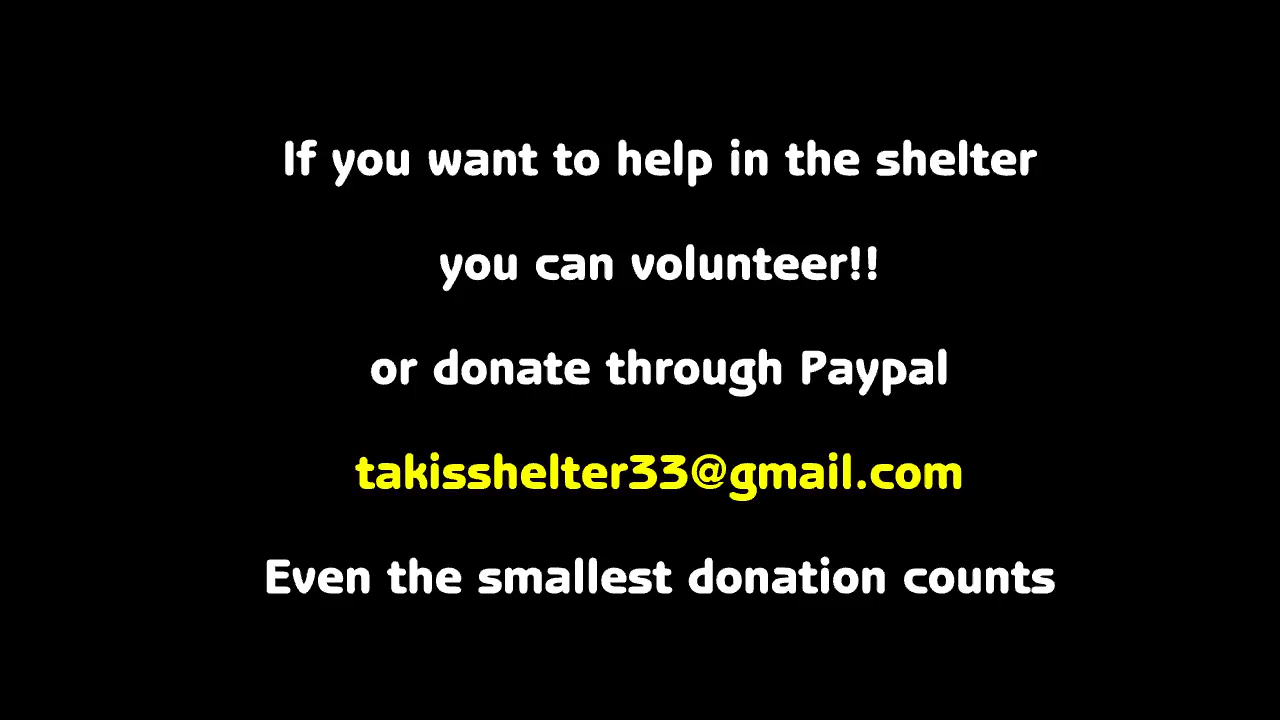 If you want to help in the shelter
you can volunteer!!
or donate through Paypal
takisshelter33@gmail.com
Even the smallest donation counts